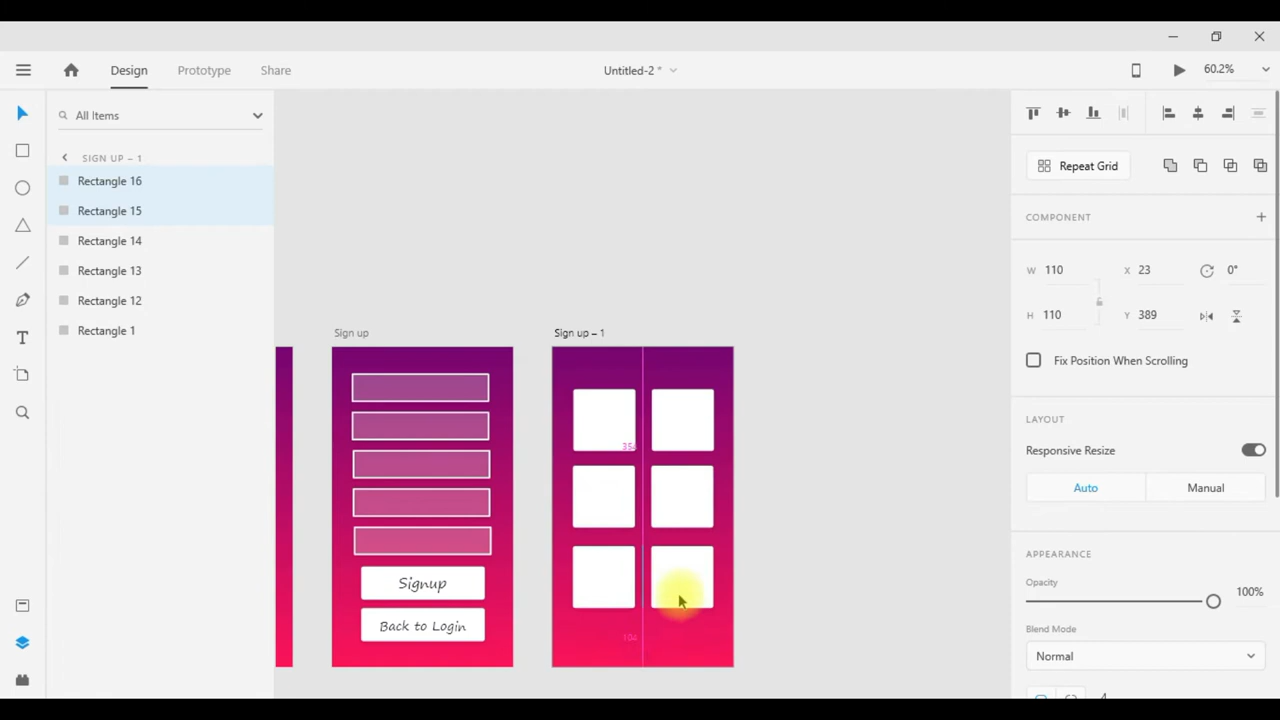 Design
Prototype
Share
Untitled-2 *
60.2%
All Items
SIGN UP – 1
Rectangle 16
Rectangle 15
Rectangle 14
Rectangle 13
Rectangle 12
Rectangle 1
Sign up
Sign up – 1
354
104
Signup
Back to Login
Repeat Grid
COMPONENT
W 110 X 23 0°
H 110 Y 389
Fix Position When Scrolling
LAYOUT
Responsive Resize
Auto Manual
APPEARANCE
Opacity
100%
Blend Mode
Normal